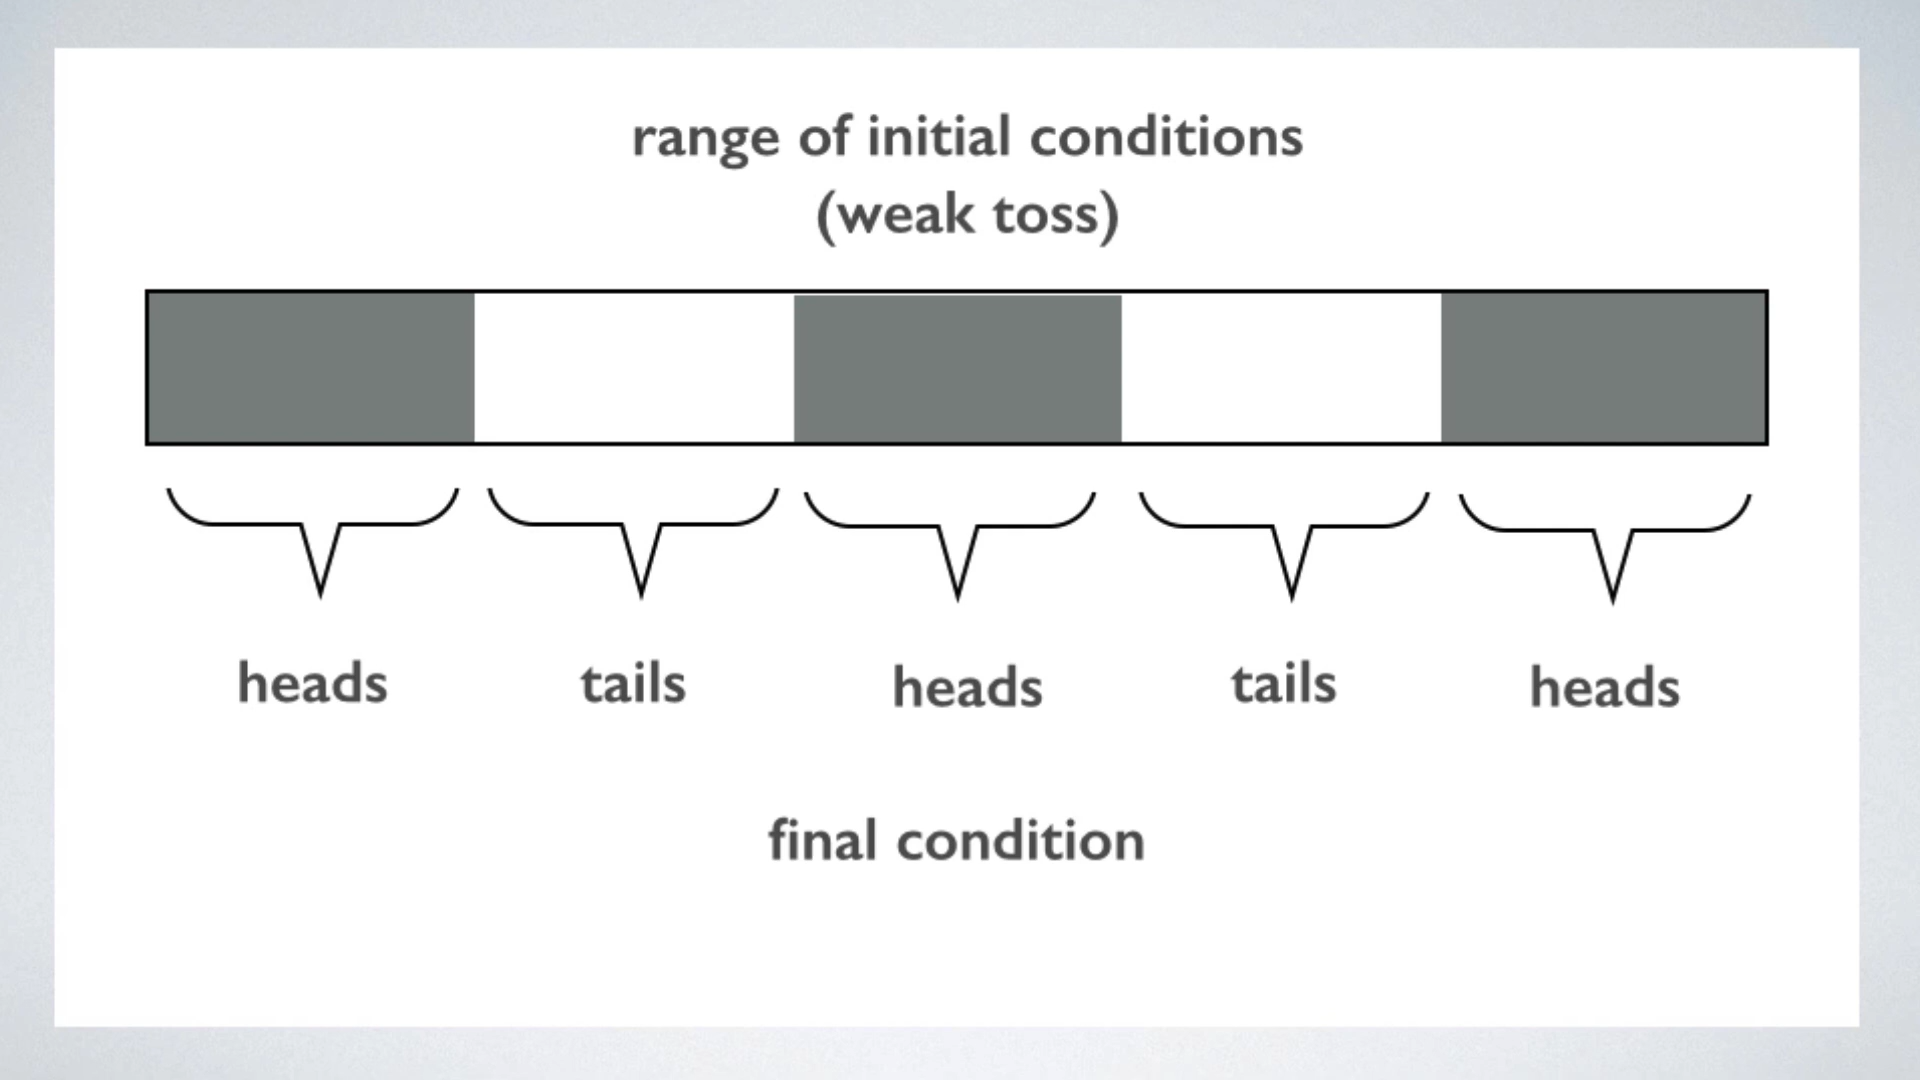 range of initial conditions
(weak toss)
heads tails heads tails heads
final condition